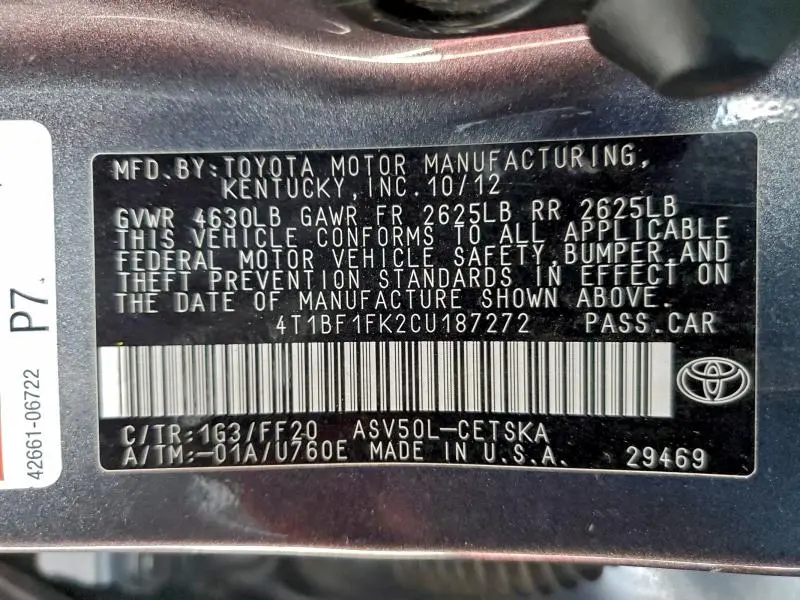 MFD.BY:TOYOTA MOTOR MANUFACTURING,
KENTUCKY, INC. 10/12
GVWR 4630LB GAWR FR 2625LB RR 2625LB
THIS VEHICLE CONFORMS TO ALL APPLICABLE
FEDERAL MOTOR VEHICLE SAFETY, BUMPER, AND
THEFT PREVENTION STANDARDS IN EFFECT ON
THE DATE OF MANUFACTURE SHOWN ABOVE.
4T1BF1FK2CU187272 PASS.CAR
C/TR:1G3/FF20 ASV50L-CETSKA
A/TM:-01A/U760E MADE IN U.S.A. 29469
P7
42661-06722